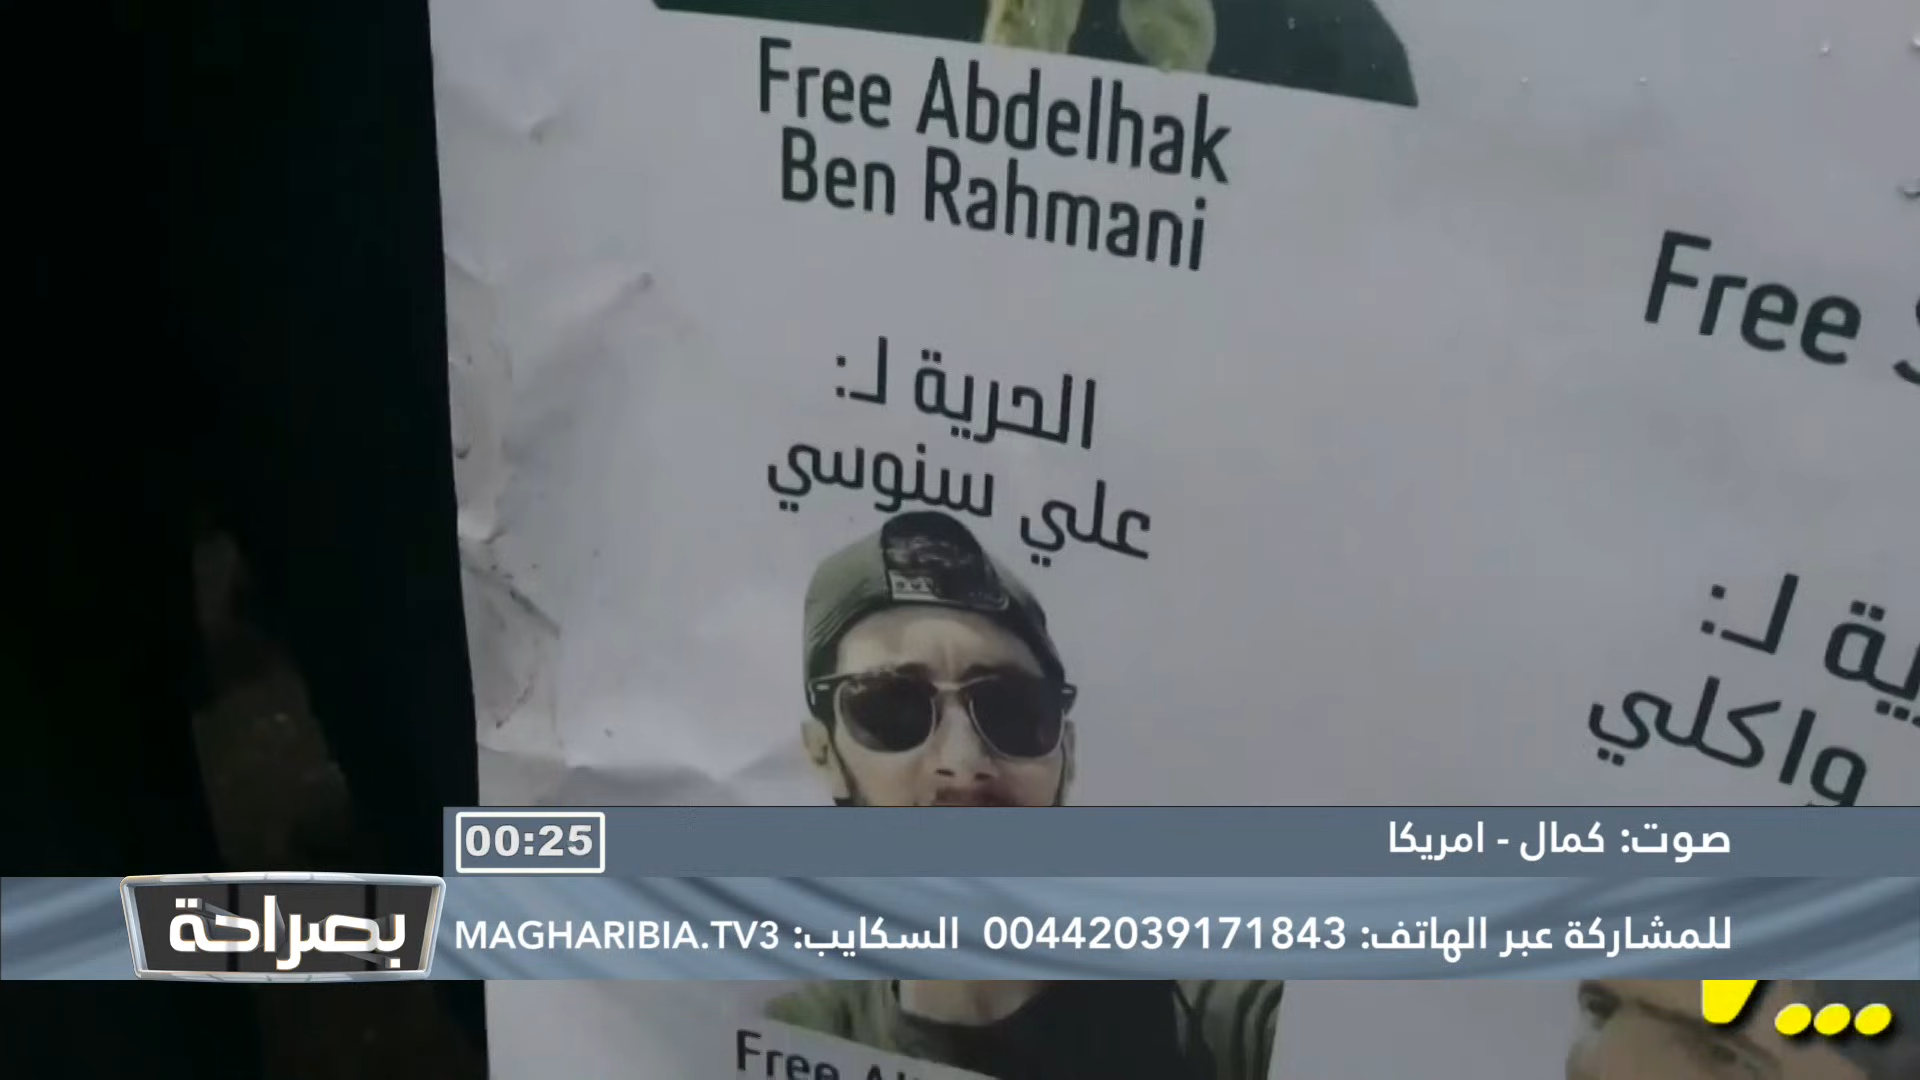 Free Abdelhak
Ben Rahmani
Free
الحرية لـ:
علي سنوسي
لـ:
واكلي
00:25
صوت: كمال - امريكا
بصراحة
للمشاركة عبر الهاتف: 00442039171843 السكايب: MAGHARIBIA.TV3
Free